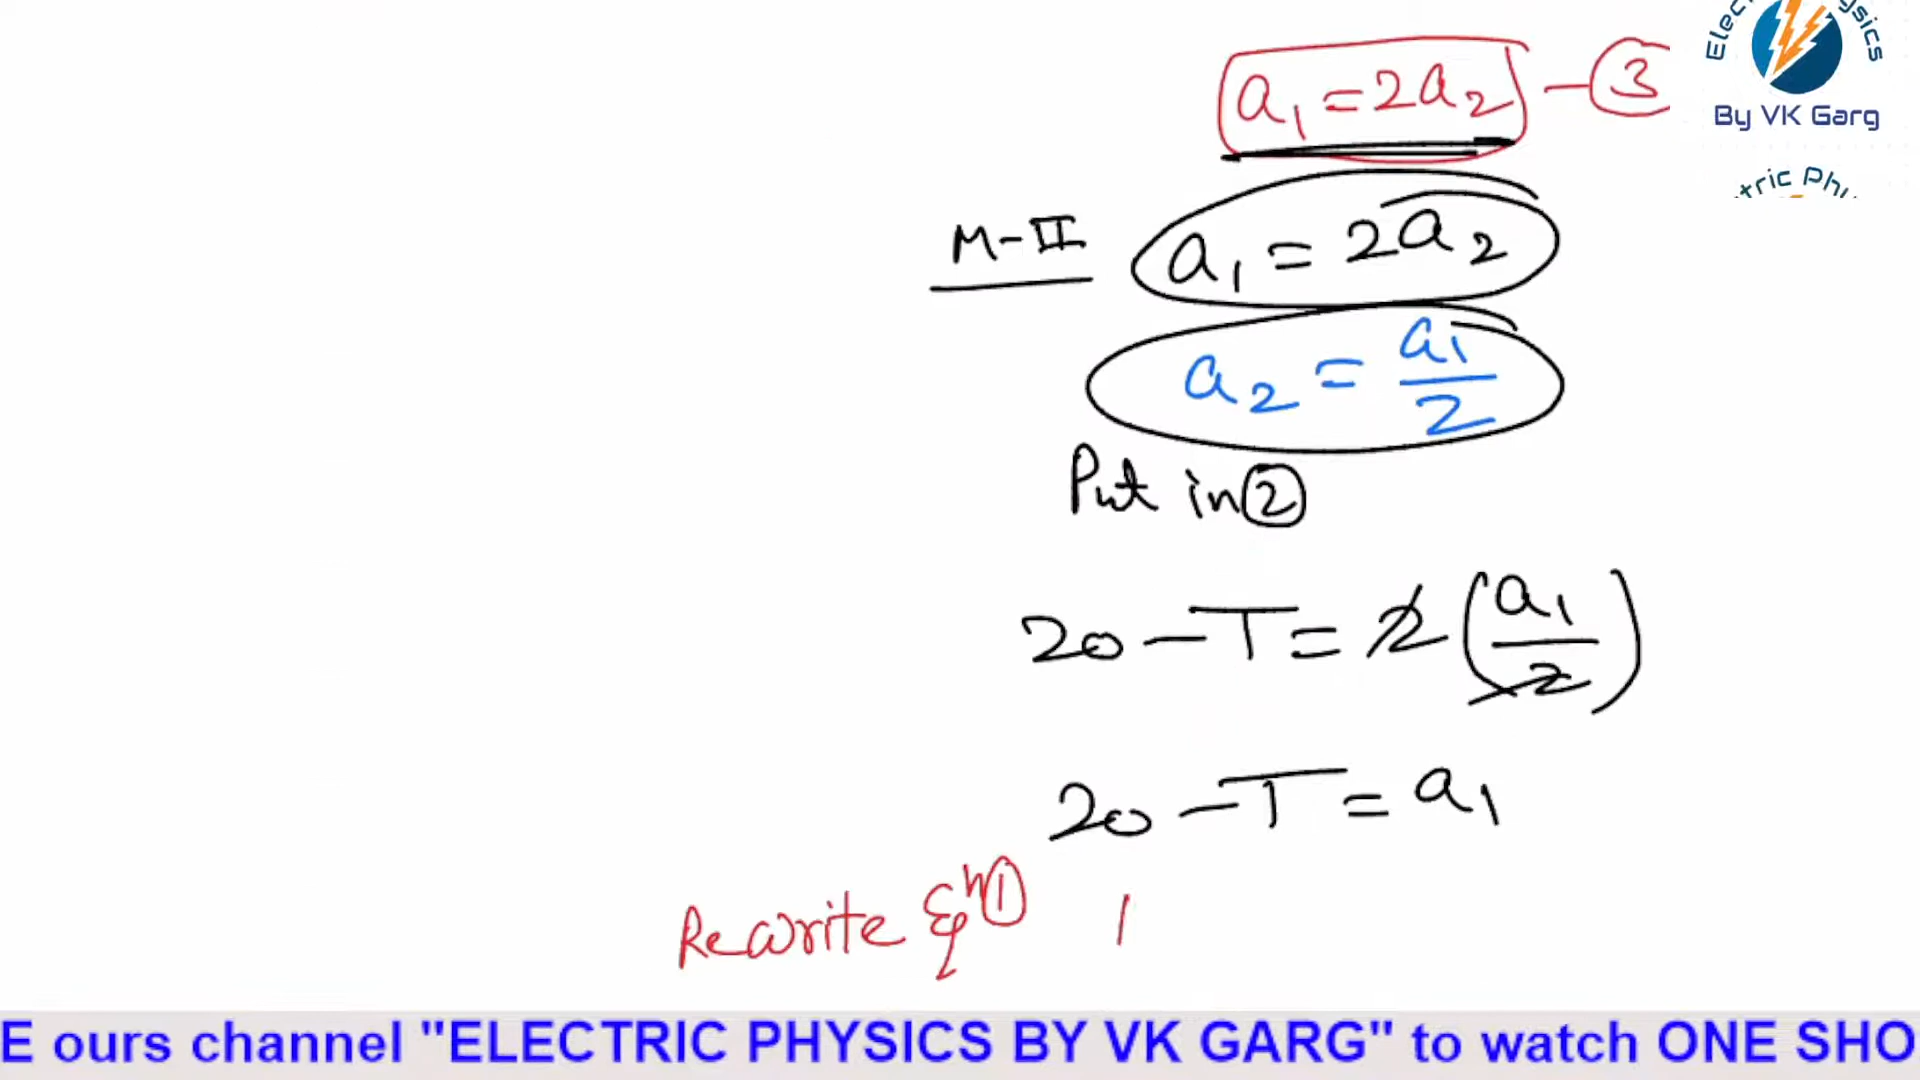 a₁ = 2a₂ - ③
By VK Garg
M-II a₁ = 2a₂
a₂ = a₁/2
Put in ②
20 - T = 2(a₁/2)
20 - T = a₁
Rewrite Eqⁿ① 1
E ours channel "ELECTRIC PHYSICS BY VK GARG" to watch ONE SHO